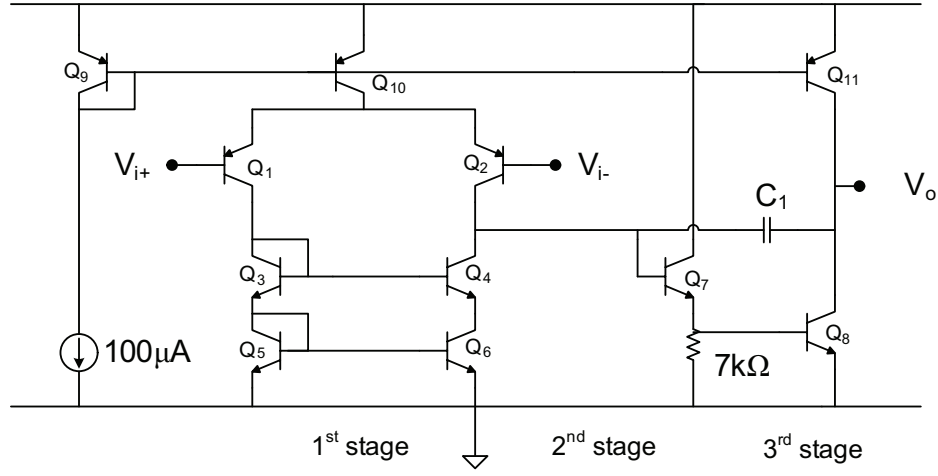 Q9
Q10
Q11
Vi+
Q1
Q2
Vi-
Vo
C1
Q3
Q4
Q7
100μA
Q5
Q6
7kΩ
Q8
1st stage
2nd stage
3rd stage